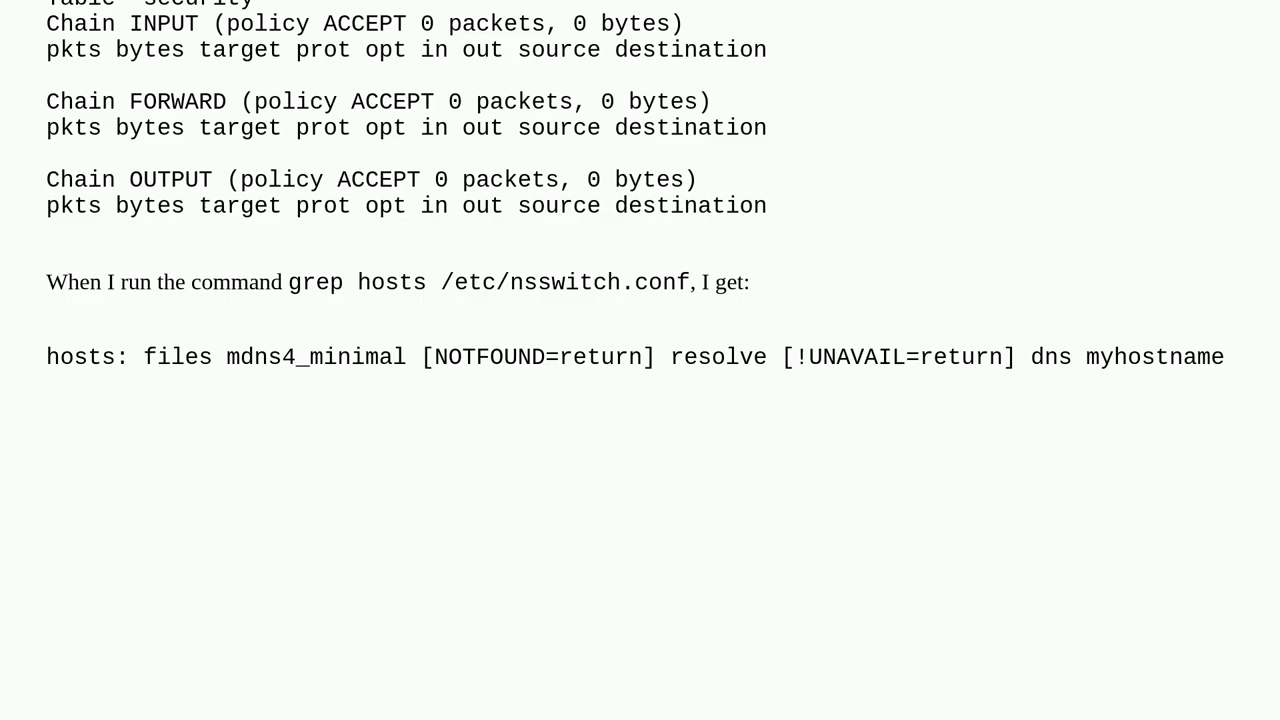 Table security
Chain INPUT (policy ACCEPT 0 packets, 0 bytes)
pkts bytes target prot opt in out source destination
Chain FORWARD (policy ACCEPT 0 packets, 0 bytes)
pkts bytes target prot opt in out source destination
Chain OUTPUT (policy ACCEPT 0 packets, 0 bytes)
pkts bytes target prot opt in out source destination
When I run the command grep hosts /etc/nsswitch.conf, I get:
hosts: files mdns4_minimal [NOTFOUND=return] resolve [!UNAVAIL=return] dns myhostname